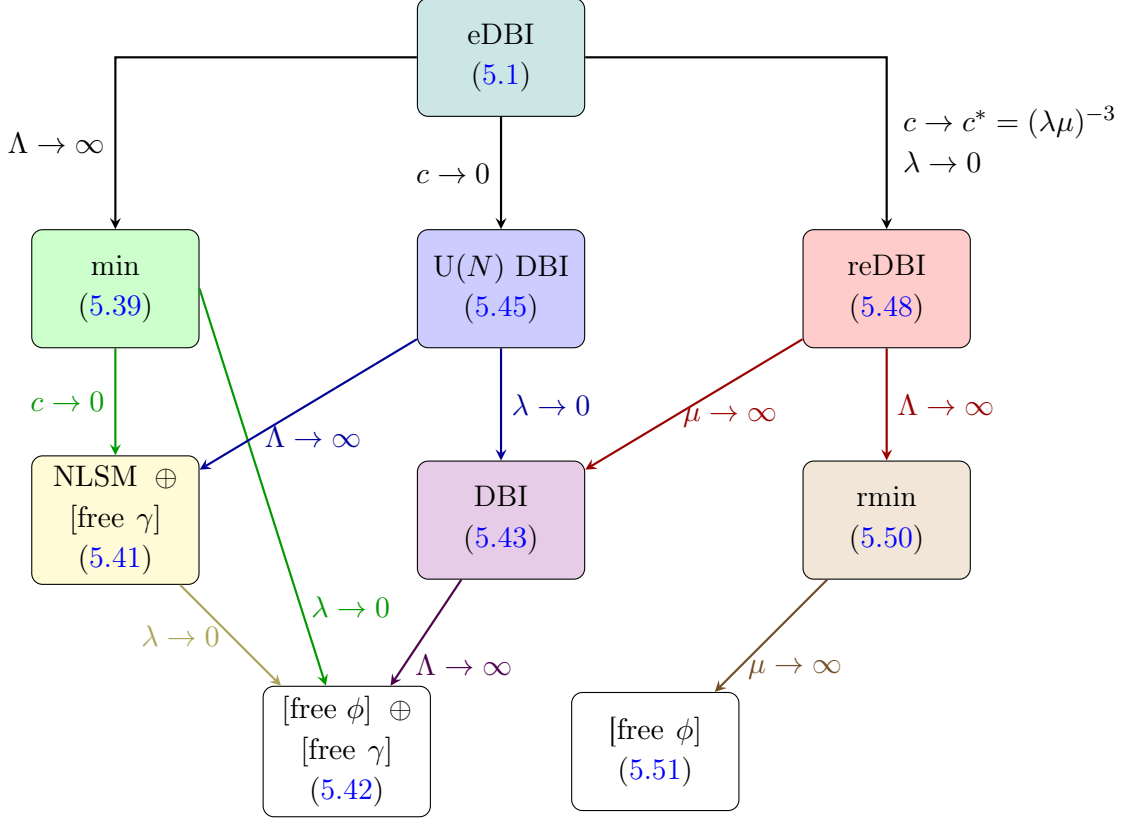 eDBI
(5.1)
Λ → ∞
c → 0
c → c* = (λμ)⁻³
λ → 0
min
(5.39)
U(N) DBI
(5.45)
reDBI
(5.48)
c → 0
Λ → ∞
λ → 0
μ → ∞
Λ → ∞
NLSM ⊕
[free γ]
(5.41)
DBI
(5.43)
rmin
(5.50)
λ → 0
λ → 0
Λ → ∞
μ → ∞
[free ϕ] ⊕
[free γ]
(5.42)
[free ϕ]
(5.51)